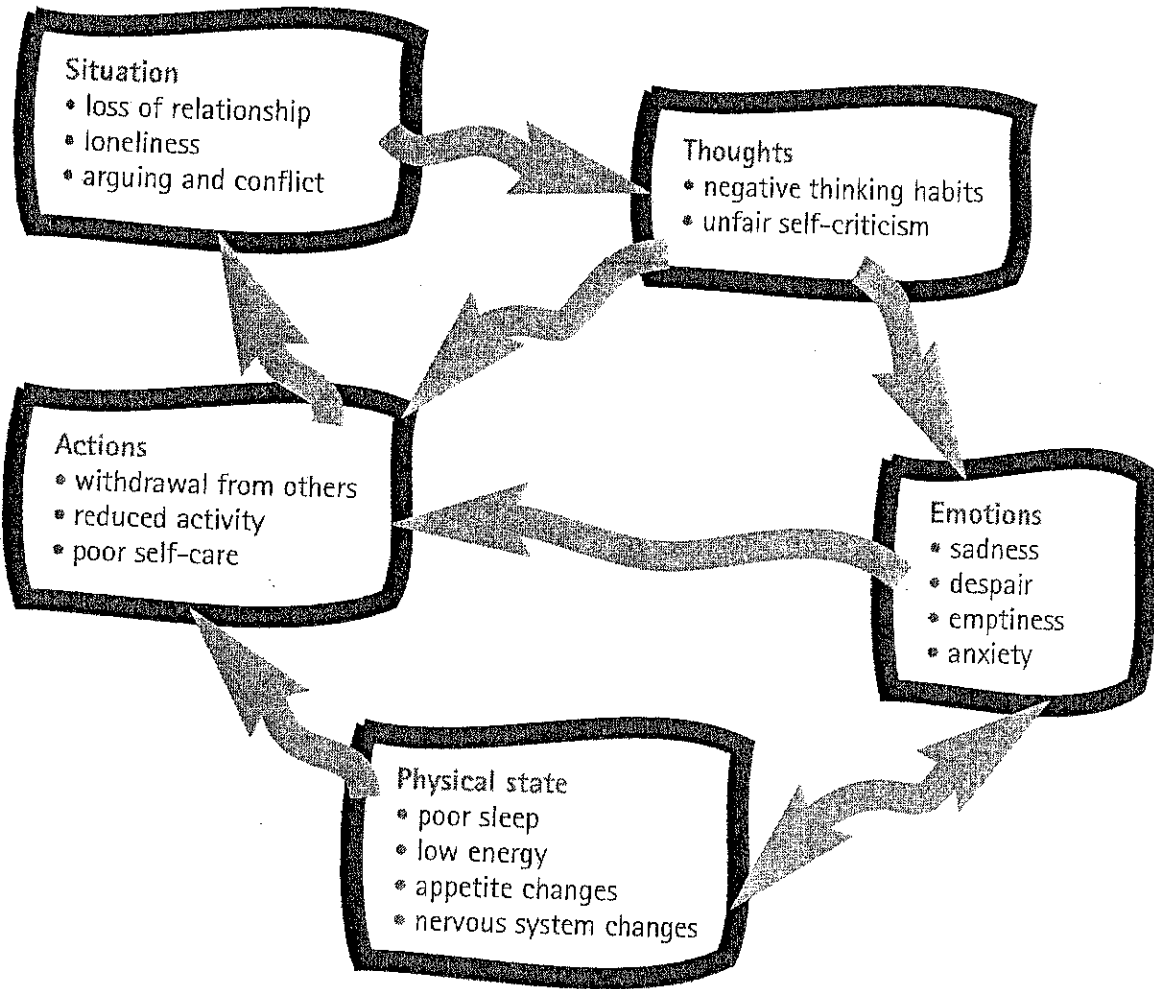 Situation
• loss of relationship
• loneliness
• arguing and conflict
Thoughts
• negative thinking habits
• unfair self-criticism
Actions
• withdrawal from others
• reduced activity
• poor self-care
Emotions
• sadness
• despair
• emptiness
• anxiety
Physical state
• poor sleep
• low energy
• appetite changes
• nervous system changes